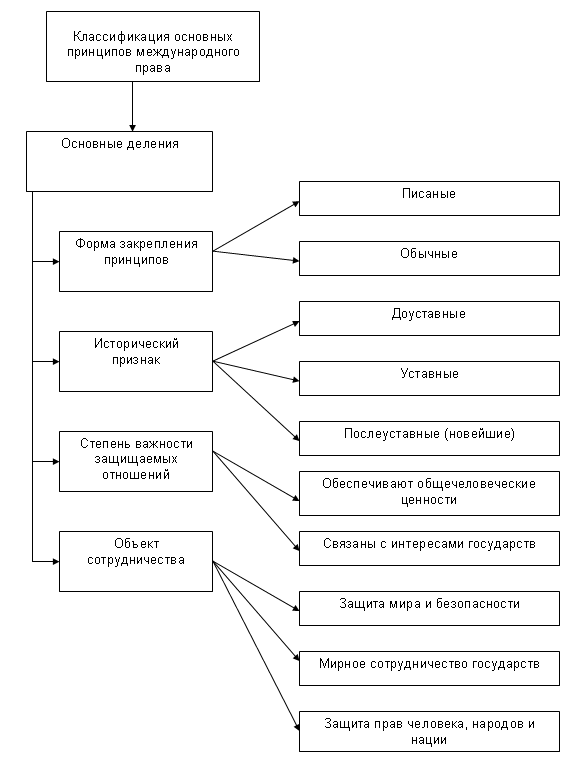 Классификация основных
принципов международного
права
Основные деления
Форма закрепления
принципов
Писаные
Обычные
Исторический
признак
Доуставные
Уставные
Послеуставные (новейшие)
Степень важности
защищаемых
отношений
Обеспечивают общечеловеческие
ценности
Связаны с интересами государств
Объект
сотрудничества
Защита мира и безопасности
Мирное сотрудничество государств
Защита прав человека, народов и
нации